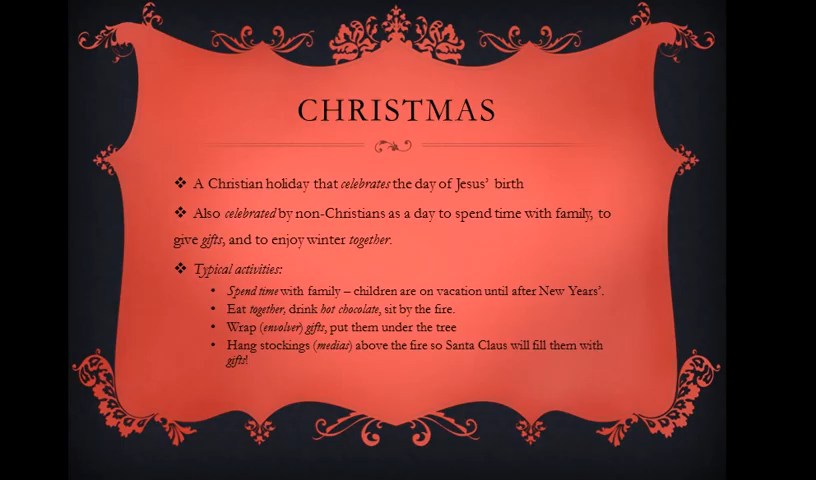 CHRISTMAS
❖ A Christian holiday that celebrates the day of Jesus' birth
❖ Also celebrated by non-Christians as a day to spend time with family, to
give gifts, and to enjoy winter together.
❖ Typical activities:
• Spend time with family – children are on vacation until after New Years'.
• Eat together, drink hot chocolate, sit by the fire.
• Wrap (envolver) gifts, put them under the tree
• Hang stockings (medias) above the fire so Santa Claus will fill them with
gifts!